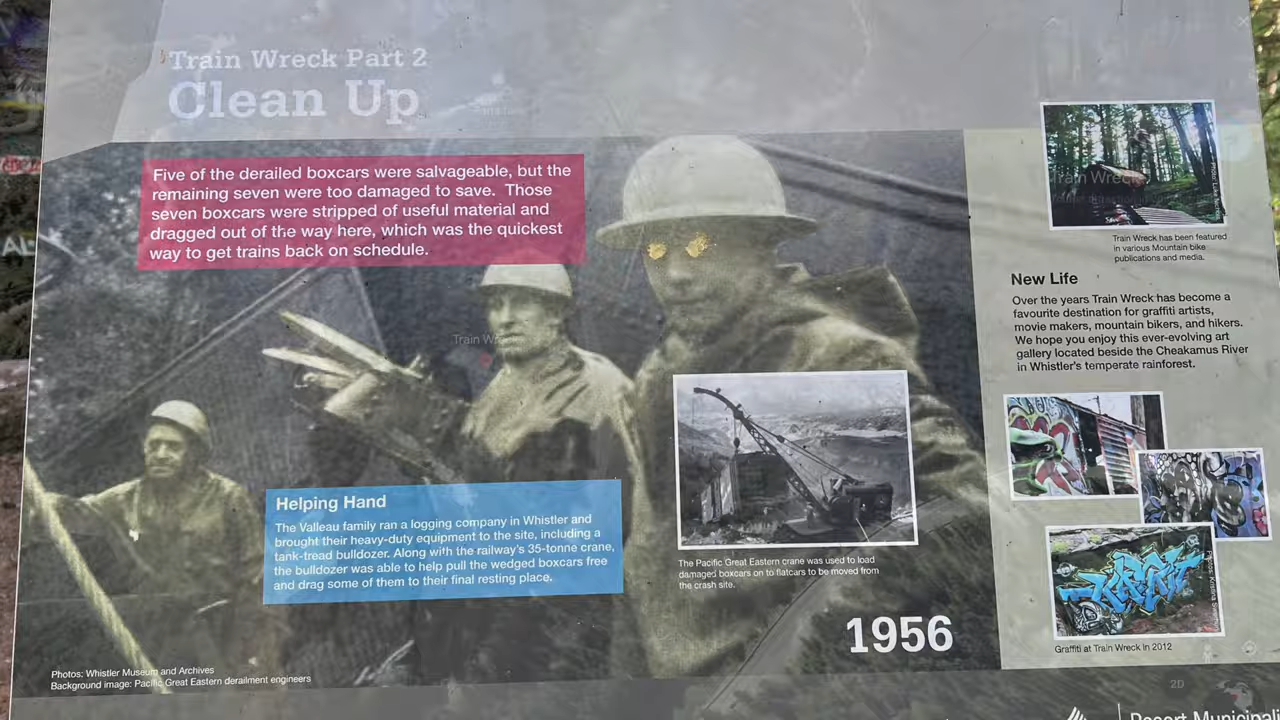 Train Wreck Part 2
Clean Up
Five of the derailed boxcars were salvageable, but the
remaining seven were too damaged to save. Those
seven boxcars were stripped of useful material and
dragged out of the way here, which was the quickest
way to get trains back on schedule.
Train Wreck
Helping Hand
The Valleau family ran a logging company in Whistler and
brought their heavy-duty equipment to the site, including a
tank-tread bulldozer. Along with the railway's 35-tonne crane,
the bulldozer was able to help pull the wedged boxcars free
and drag some of them to their final resting place.
The Pacific Great Eastern crane was used to load
damaged boxcars on to flatcars to be moved from
the crash site.
1956
Photos: Whistler Museum and Archives
Background image: Pacific Great Eastern derailment engineers
Train Wreck
Train Wreck has been featured
in various Mountain bike
publications and media.
New Life
Over the years Train Wreck has become a
favourite destination for graffiti artists,
movie makers, mountain bikers, and hikers.
We hope you enjoy this ever-evolving art
gallery located beside the Cheakamus River
in Whistler's temperate rainforest.
Graffiti at Train Wreck in 2012
2D